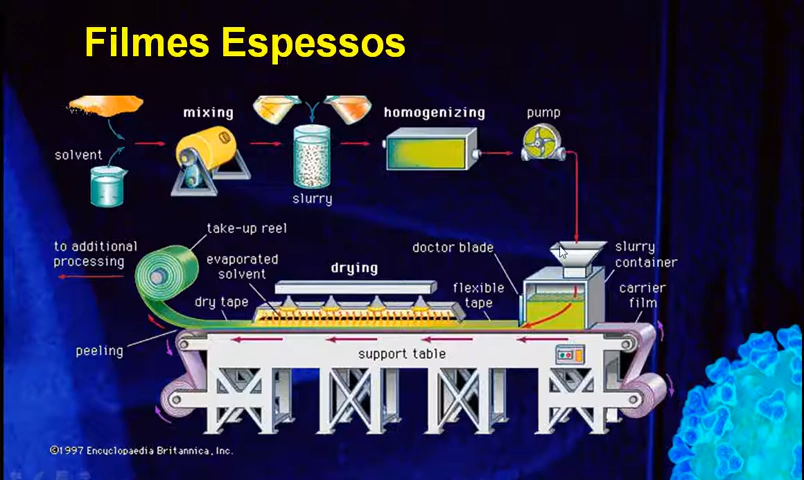 Filmes Espessos
mixing
homogenizing
pump
solvent
slurry
take-up reel
to additional
processing
evaporated
solvent
drying
doctor blade
slurry
container
flexible
tape
carrier
film
dry tape
peeling
support table
©1997 Encyclopaedia Britannica, Inc.